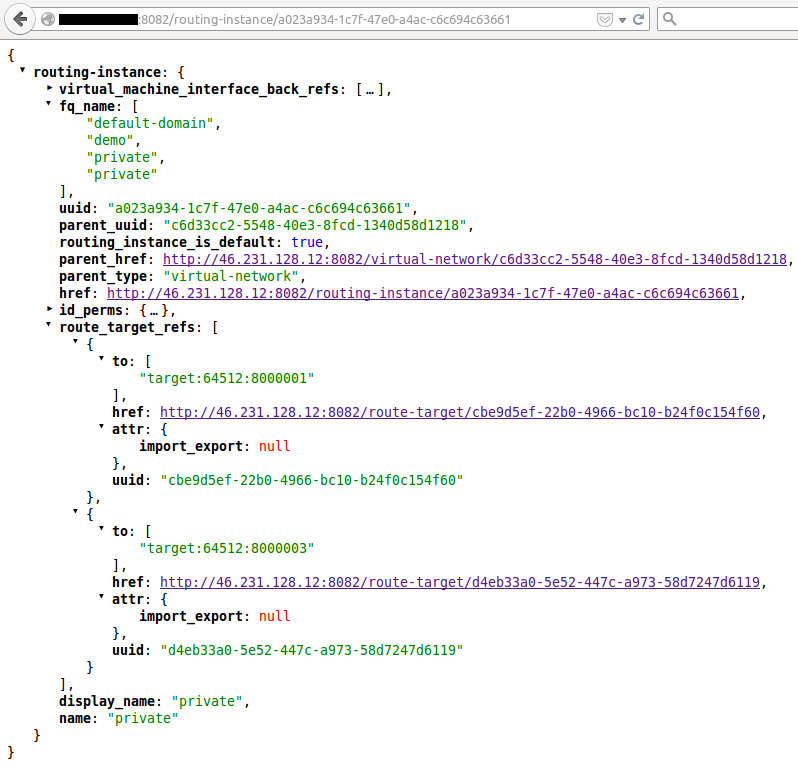 :8082/routing-instance/a023a934-1c7f-47e0-a4ac-c6c694c63661
{
routing-instance: {
virtual_machine_interface_back_refs: […],
fq_name: [
"default-domain",
"demo",
"private",
"private"
],
uuid: "a023a934-1c7f-47e0-a4ac-c6c694c63661",
parent_uuid: "c6d33cc2-5548-40e3-8fcd-1340d58d1218",
routing_instance_is_default: true,
parent_href: http://46.231.128.12:8082/virtual-network/c6d33cc2-5548-40e3-8fcd-1340d58d1218,
parent_type: "virtual-network",
href: http://46.231.128.12:8082/routing-instance/a023a934-1c7f-47e0-a4ac-c6c694c63661,
id_perms: {…},
route_target_refs: [
{
to: [
"target:64512:8000001"
],
href: http://46.231.128.12:8082/route-target/cbe9d5ef-22b0-4966-bc10-b24f0c154f60,
attr: {
import_export: null
},
uuid: "cbe9d5ef-22b0-4966-bc10-b24f0c154f60"
},
{
to: [
"target:64512:8000003"
],
href: http://46.231.128.12:8082/route-target/d4eb33a0-5e52-447c-a973-58d7247d6119,
attr: {
import_export: null
},
uuid: "d4eb33a0-5e52-447c-a973-58d7247d6119"
}
],
display_name: "private",
name: "private"
}
}